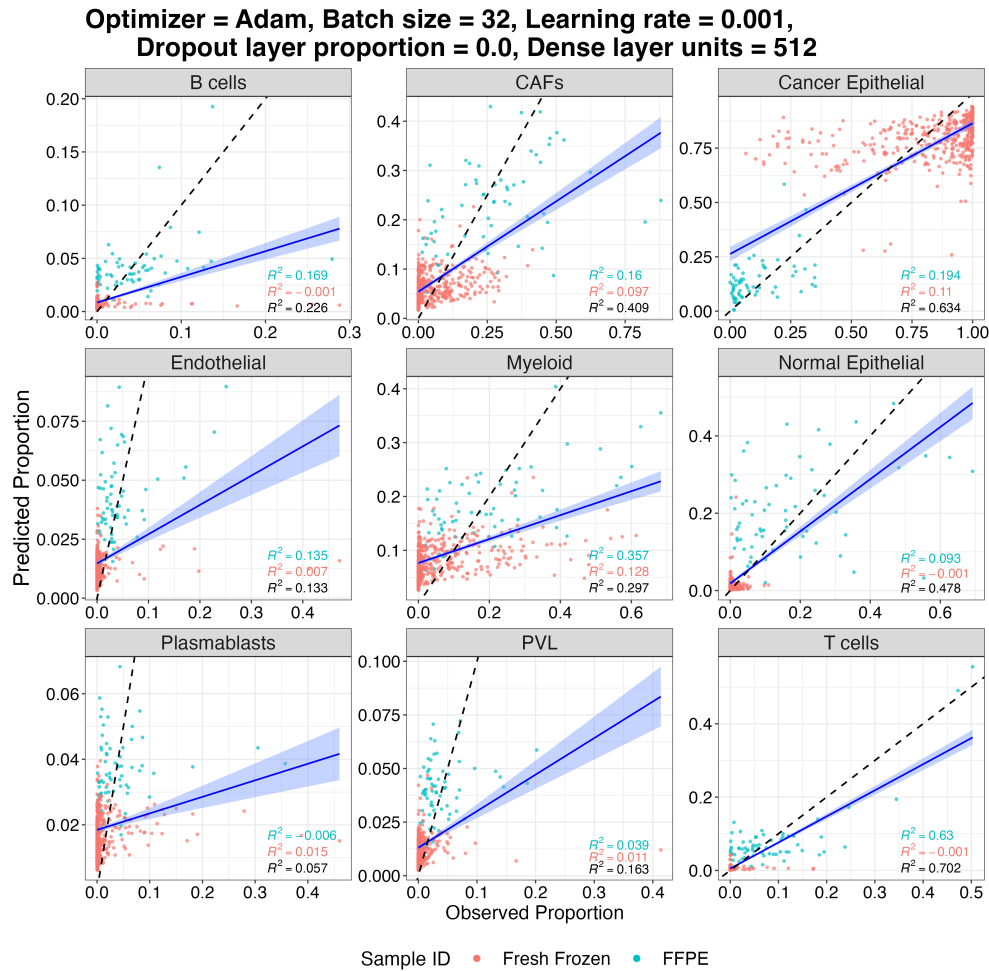 Optimizer = Adam, Batch size = 32, Learning rate = 0.001,
Dropout layer proportion = 0.0, Dense layer units = 512
B cells
0.20
0.15
0.10
0.05
0.00
0.0 0.1 0.2 0.3
R² = 0.169
R² = −0.001
R² = 0.226
CAFs
0.4
0.3
0.2
0.1
0.0
0.00 0.25 0.50 0.75
R² = 0.16
R² = 0.097
R² = 0.409
Cancer Epithelial
0.75
0.50
0.25
0.00
0.00 0.25 0.50 0.75 1.00
R² = 0.194
R² = 0.11
R² = 0.634
Predicted Proportion
Endothelial
0.075
0.050
0.025
0.000
0.0 0.1 0.2 0.3 0.4
R² = 0.135
R² = 0.007
R² = 0.133
Myeloid
0.4
0.3
0.2
0.1
0.0 0.2 0.4 0.6
R² = 0.357
R² = 0.128
R² = 0.297
Normal Epithelial
0.4
0.2
0.0
0.0 0.2 0.4 0.6
R² = 0.093
R² = −0.001
R² = 0.478
Plasmablasts
0.06
0.04
0.02
0.0 0.1 0.2 0.3 0.4
R² = −0.006
R² = 0.015
R² = 0.057
PVL
0.100
0.075
0.050
0.025
0.000
0.0 0.1 0.2 0.3 0.4
R² = 0.039
R² = 0.011
R² = 0.163
T cells
0.4
0.2
0.0
0.0 0.1 0.2 0.3 0.4 0.5
R² = 0.63
R² = −0.001
R² = 0.702
Observed Proportion
Sample ID Fresh Frozen FFPE